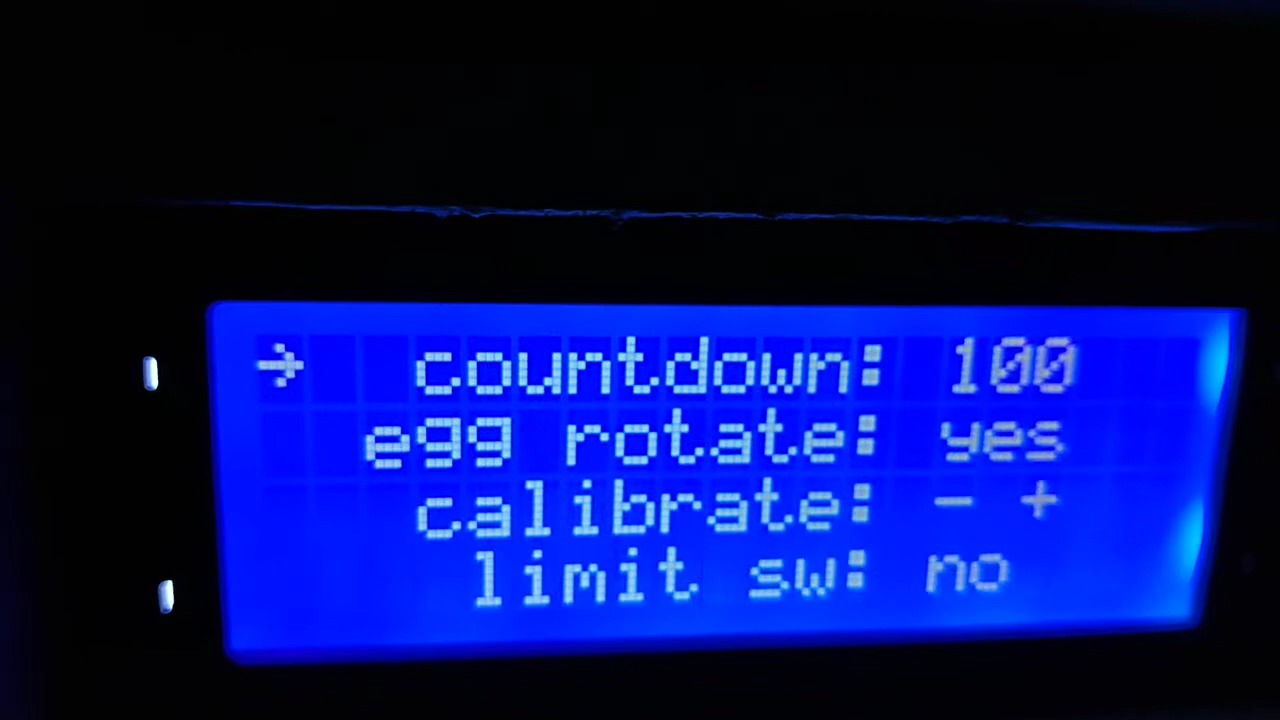 → countdown: 100
egg rotate: yes
calibrate: - +
limit sw: no